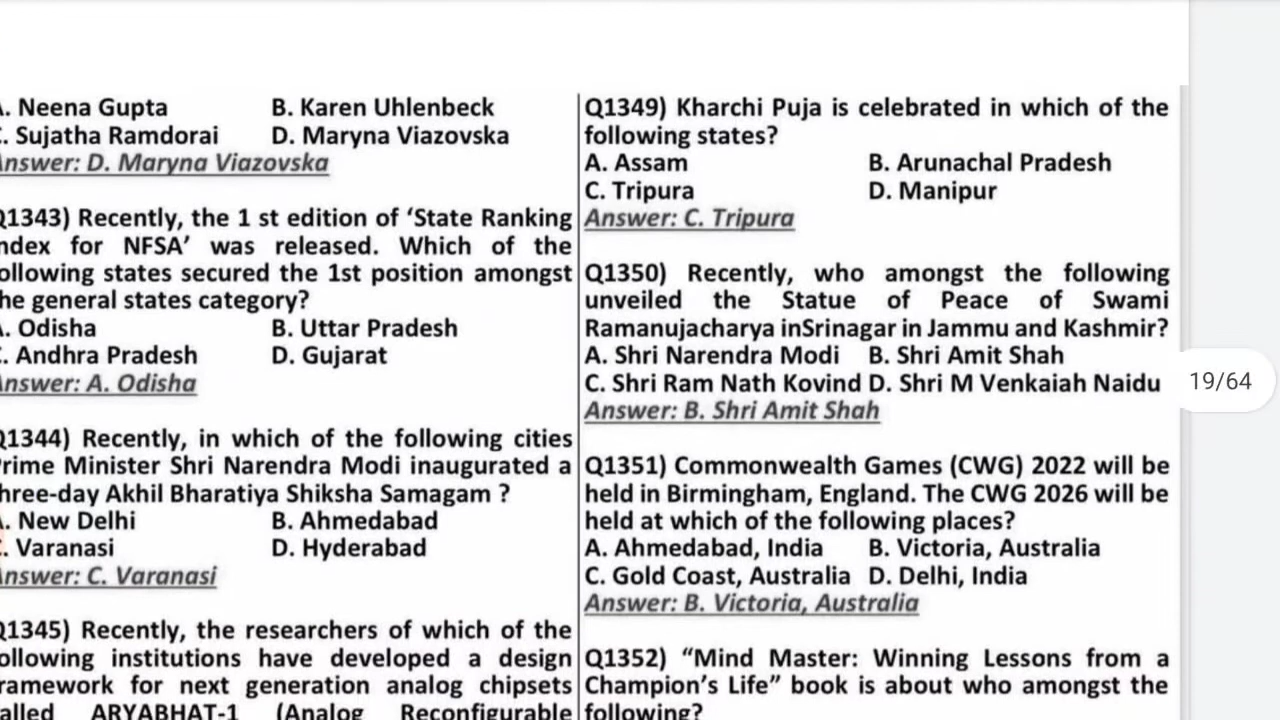 . Neena Gupta B. Karen Uhlenbeck
. Sujatha Ramdorai D. Maryna Viazovska
Answer: D. Maryna Viazovska
Q1343) Recently, the 1 st edition of ‘State Ranking
ndex for NFSA’ was released. Which of the
ollowing states secured the 1st position amongst
he general states category?
. Odisha B. Uttar Pradesh
. Andhra Pradesh D. Gujarat
Answer: A. Odisha
Q1344) Recently, in which of the following cities
Prime Minister Shri Narendra Modi inaugurated a
hree-day Akhil Bharatiya Shiksha Samagam ?
. New Delhi B. Ahmedabad
. Varanasi D. Hyderabad
Answer: C. Varanasi
Q1345) Recently, the researchers of which of the
ollowing institutions have developed a design
ramework for next generation analog chipsets
alled ARYABHAT-1 (Analog Reconfigurable
Q1349) Kharchi Puja is celebrated in which of the
following states?
A. Assam B. Arunachal Pradesh
C. Tripura D. Manipur
Answer: C. Tripura
Q1350) Recently, who amongst the following
unveiled the Statue of Peace of Swami
Ramanujacharya inSrinagar in Jammu and Kashmir?
A. Shri Narendra Modi B. Shri Amit Shah
C. Shri Ram Nath Kovind D. Shri M Venkaiah Naidu
Answer: B. Shri Amit Shah
Q1351) Commonwealth Games (CWG) 2022 will be
held in Birmingham, England. The CWG 2026 will be
held at which of the following places?
A. Ahmedabad, India B. Victoria, Australia
C. Gold Coast, Australia D. Delhi, India
Answer: B. Victoria, Australia
Q1352) “Mind Master: Winning Lessons from a
Champion’s Life” book is about who amongst the
following?
19/64